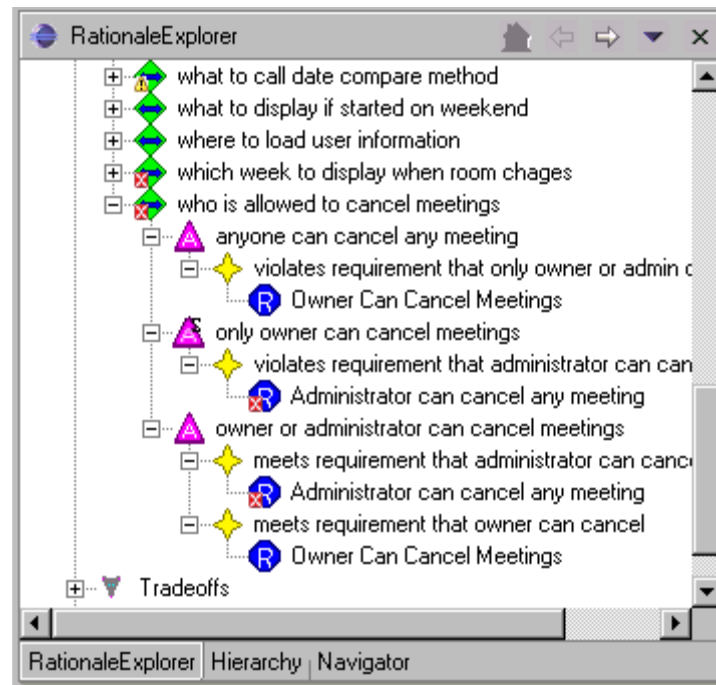 RationaleExplorer
what to call date compare method
what to display if started on weekend
where to load user information
which week to display when room chages
who is allowed to cancel meetings
A anyone can cancel any meeting
violates requirement that only owner or admin c
R Owner Can Cancel Meetings
A S only owner can cancel meetings
violates requirement that administrator can can
R Administrator can cancel any meeting
A owner or administrator can cancel meetings
meets requirement that administrator can canc
R Administrator can cancel any meeting
meets requirement that owner can cancel
R Owner Can Cancel Meetings
Tradeoffs
RationaleExplorer Hierarchy Navigator